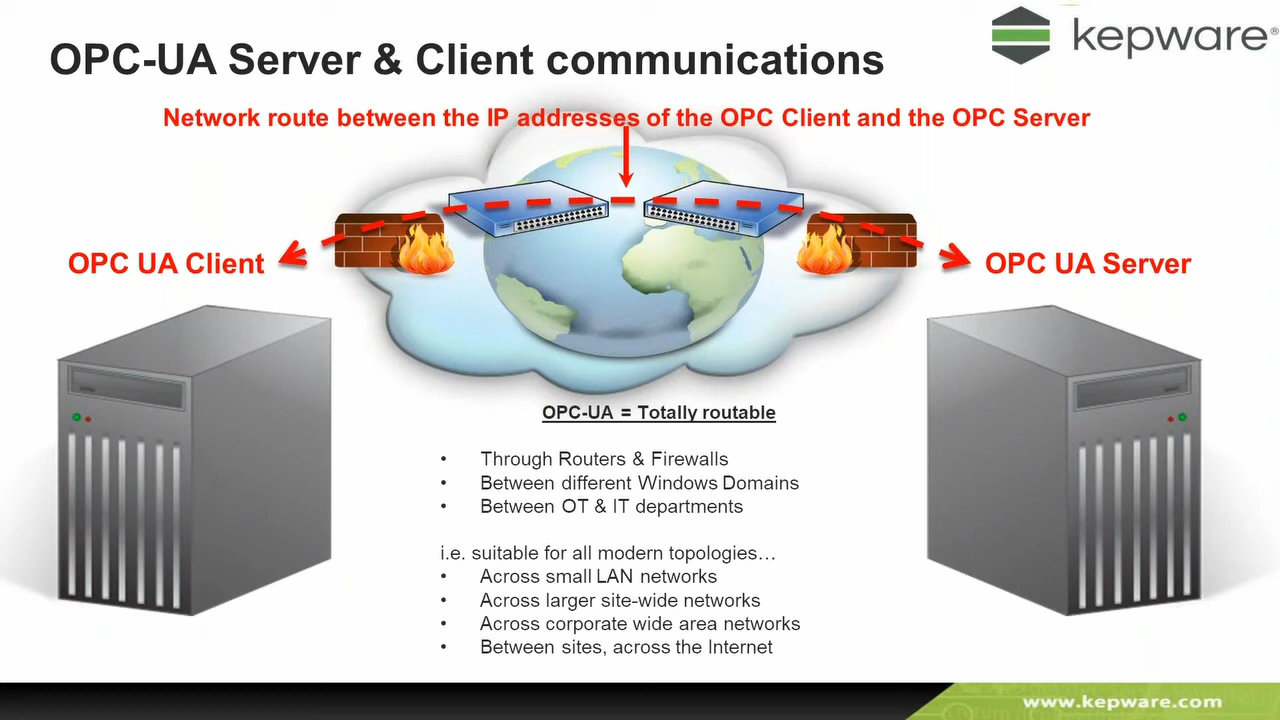 kepware®
OPC-UA Server & Client communications
Network route between the IP addresses of the OPC Client and the OPC Server
OPC UA Client
OPC UA Server
OPC-UA = Totally routable
• Through Routers & Firewalls
• Between different Windows Domains
• Between OT & IT departments
i.e. suitable for all modern topologies…
• Across small LAN networks
• Across larger site-wide networks
• Across corporate wide area networks
• Between sites, across the Internet
www.kepware.com